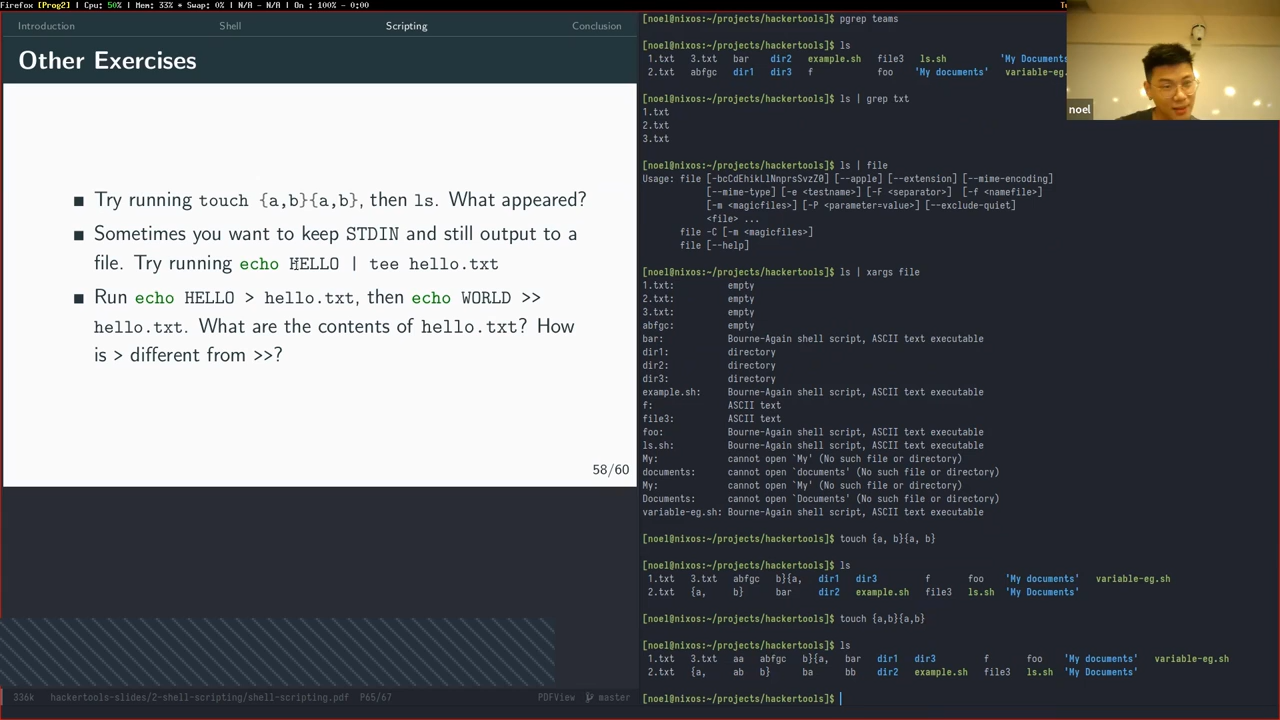 Firefox [Prog2] | Cpu: 50% | Mem: 33% * Swap: 0% | N/A - N/A | On : 100% - 0:00
Introduction Shell Scripting Conclusion
Other Exercises
Try running touch {a,b}{a,b}, then ls. What appeared?
Sometimes you want to keep STDIN and still output to a
file. Try running echo HELLO | tee hello.txt
Run echo HELLO > hello.txt, then echo WORLD >>
hello.txt. What are the contents of hello.txt? How
is > different from >>?
58/60
336k hackertools-slides/2-shell-scripting/shell-scripting.pdf P65/67 PDFView master
[noel@nixos:~/projects/hackertools]$ pgrep teams
[noel@nixos:~/projects/hackertools]$ ls
1.txt 3.txt bar dir2 example.sh file3 ls.sh 'My Documents
2.txt abfgc dir1 dir3 f foo 'My documents' variable-eg.
[noel@nixos:~/projects/hackertools]$ ls | grep txt
1.txt
2.txt
3.txt
[noel@nixos:~/projects/hackertools]$ ls | file
Usage: file [-bcCdEhikLlNnprsSvzZ0] [--apple] [--extension] [--mime-encoding]
[--mime-type] [-e <testname>] [-F <separator>] [-f <namefile>]
[-m <magicfiles>] [-P <parameter=value>] [--exclude-quiet]
<file> ...
file -C [-m <magicfiles>]
file [--help]
[noel@nixos:~/projects/hackertools]$ ls | xargs file
1.txt: empty
2.txt: empty
3.txt: empty
abfgc: empty
bar: Bourne-Again shell script, ASCII text executable
dir1: directory
dir2: directory
dir3: directory
example.sh: Bourne-Again shell script, ASCII text executable
f: ASCII text
file3: ASCII text
foo: Bourne-Again shell script, ASCII text executable
ls.sh: Bourne-Again shell script, ASCII text executable
My: cannot open `My' (No such file or directory)
documents: cannot open `documents' (No such file or directory)
My: cannot open `My' (No such file or directory)
Documents: cannot open `Documents' (No such file or directory)
variable-eg.sh: Bourne-Again shell script, ASCII text executable
[noel@nixos:~/projects/hackertools]$ touch {a, b}{a, b}
[noel@nixos:~/projects/hackertools]$ ls
1.txt 3.txt abfgc b}{a, dir1 dir3 f foo 'My documents' variable-eg.sh
2.txt {a, b} bar dir2 example.sh file3 ls.sh 'My Documents'
[noel@nixos:~/projects/hackertools]$ touch {a,b}{a,b}
[noel@nixos:~/projects/hackertools]$ ls
1.txt 3.txt aa abfgc b}{a, bar dir1 dir3 f foo 'My documents' variable-eg.sh
2.txt {a, ab b} ba bb dir2 example.sh file3 ls.sh 'My Documents'
[noel@nixos:~/projects/hackertools]$
noel